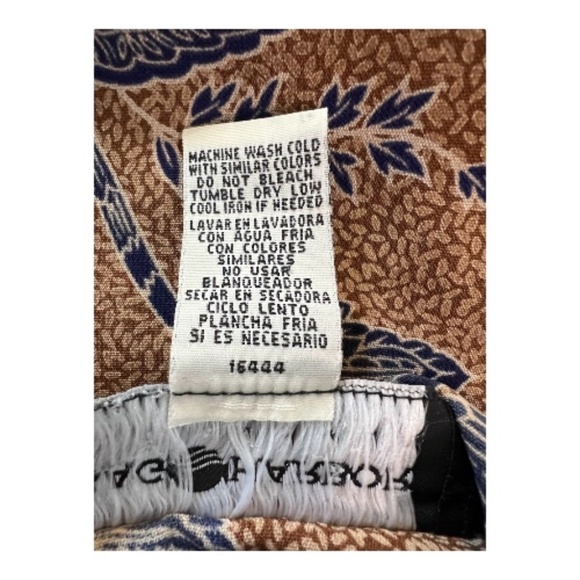 MACHINE WASH COLD
WITH SIMILAR COLORS
DO NOT BLEACH
TUMBLE DRY LOW
COOL IRON IF NEEDED
LAVAR EN LAVADORA
CON AGUA FRIA
CON COLORES
SIMILARES
NO USAR
BLANQUEADOR
SECAR EN SECADORA
CICLO LENTO
PLANCHA FRIA
SI ES NECESARIO
16444